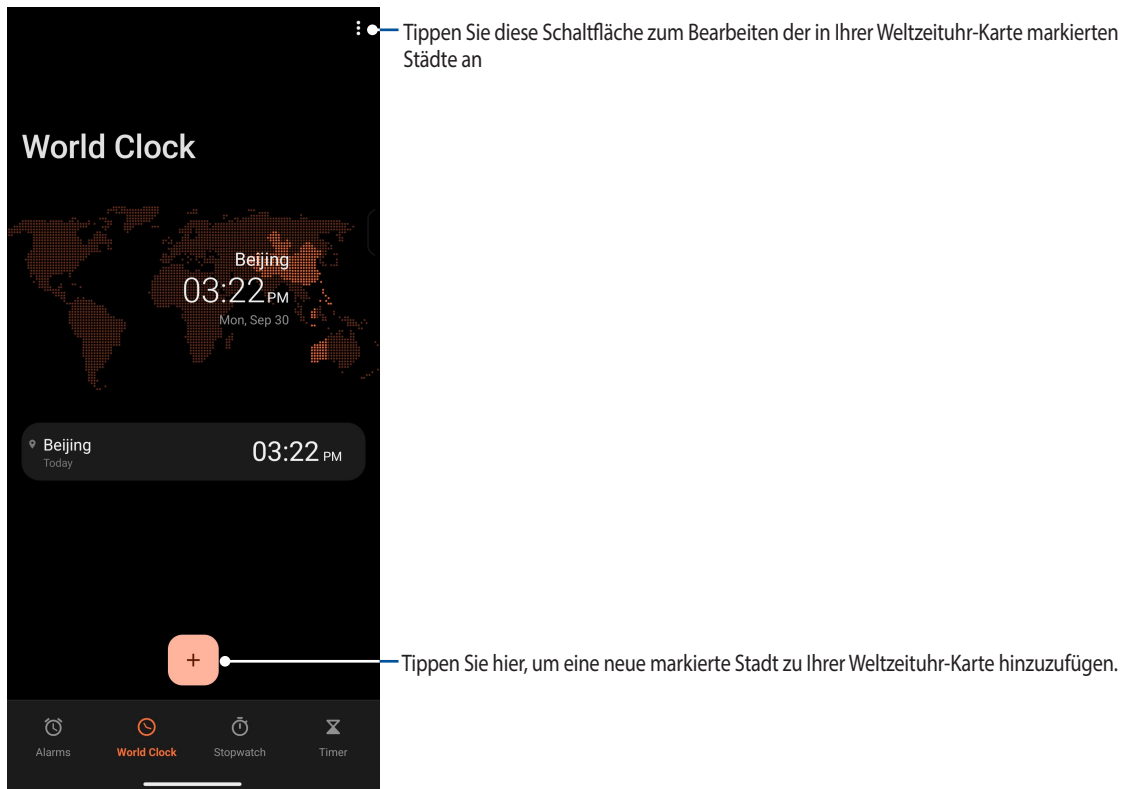 Tippen Sie diese Schaltfläche zum Bearbeiten der in Ihrer Weltzeituhr-Karte markierten
Städte an
World Clock
Beijing
03:22 PM
Mon, Sep 30
Beijing
Today
03:22 PM
Tippen Sie hier, um eine neue markierte Stadt zu Ihrer Weltzeituhr-Karte hinzuzufügen.
Alarms
World Clock
Stopwatch
Timer